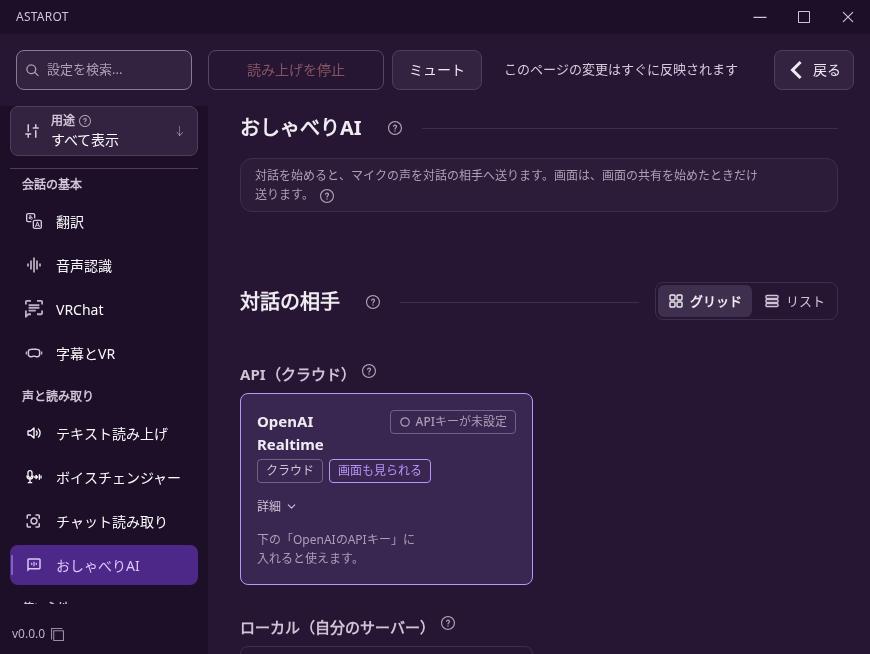 ASTAROT
設定を検索...
読み上げを停止
ミュート
このページの変更はすぐに反映されます
戻る
用途
すべて表示
会話の基本
翻訳
音声認識
VRChat
字幕とVR
声と読み取り
テキスト読み上げ
ボイスチェンジャー
チャット読み取り
おしゃべりAI
v0.0.0
おしゃべりAI
対話を始めると、マイクの声を対話の相手へ送ります。画面は、画面の共有を始めたときだけ
送ります。
対話の相手
グリッド
リスト
API（クラウド）
OpenAI
Realtime
APIキーが未設定
クラウド
画面も見られる
詳細
下の「OpenAIのAPIキー」に
入れると使えます。
ローカル（自分のサーバー）